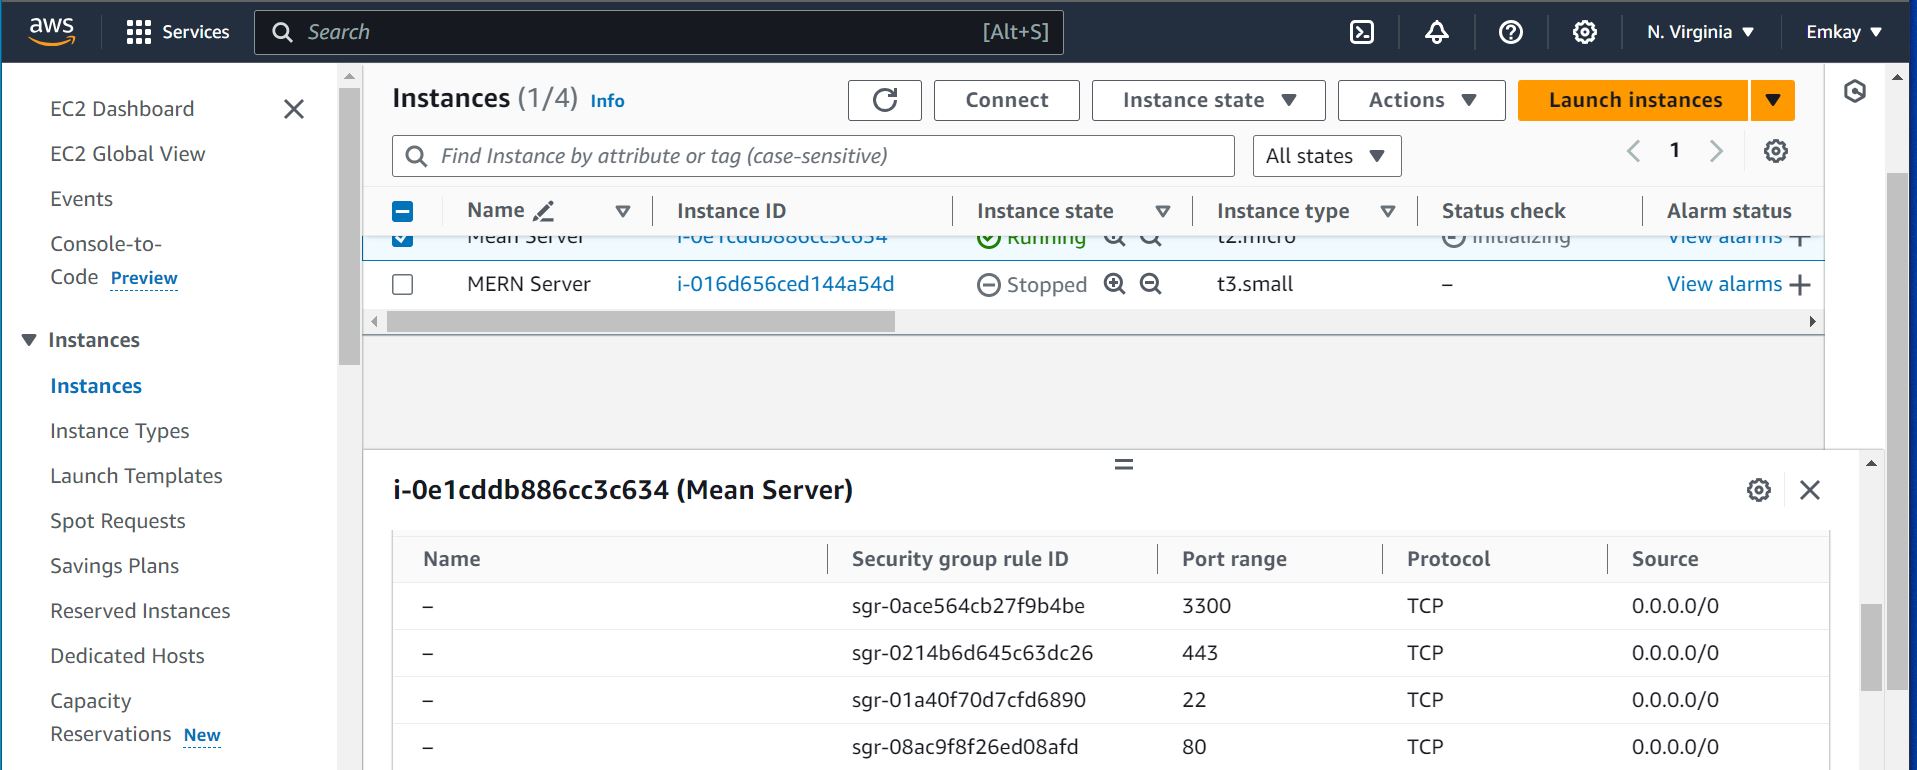 aws
Services
Search
[Alt+S]
N. Virginia
Emkay
EC2 Dashboard
EC2 Global View
Events
Console-to-
Code Preview
Instances
Instances
Instance Types
Launch Templates
Spot Requests
Savings Plans
Reserved Instances
Dedicated Hosts
Capacity
Reservations New
Instances (1/4) Info
Connect
Instance state
Actions
Launch instances
Find Instance by attribute or tag (case-sensitive)
All states
1
Name Instance ID Instance state Instance type Status check Alarm status
Mean Server i-0e1cddb886cc3c634 Running t2.micro Initializing View alarms +
MERN Server i-016d656ced144a54d Stopped t3.small – View alarms +
i-0e1cddb886cc3c634 (Mean Server)
Name Security group rule ID Port range Protocol Source
– sgr-0ace564cb27f9b4be 3300 TCP 0.0.0.0/0
– sgr-0214b6d645c63dc26 443 TCP 0.0.0.0/0
– sgr-01a40f70d7cfd6890 22 TCP 0.0.0.0/0
– sgr-08ac9f8f26ed08afd 80 TCP 0.0.0.0/0